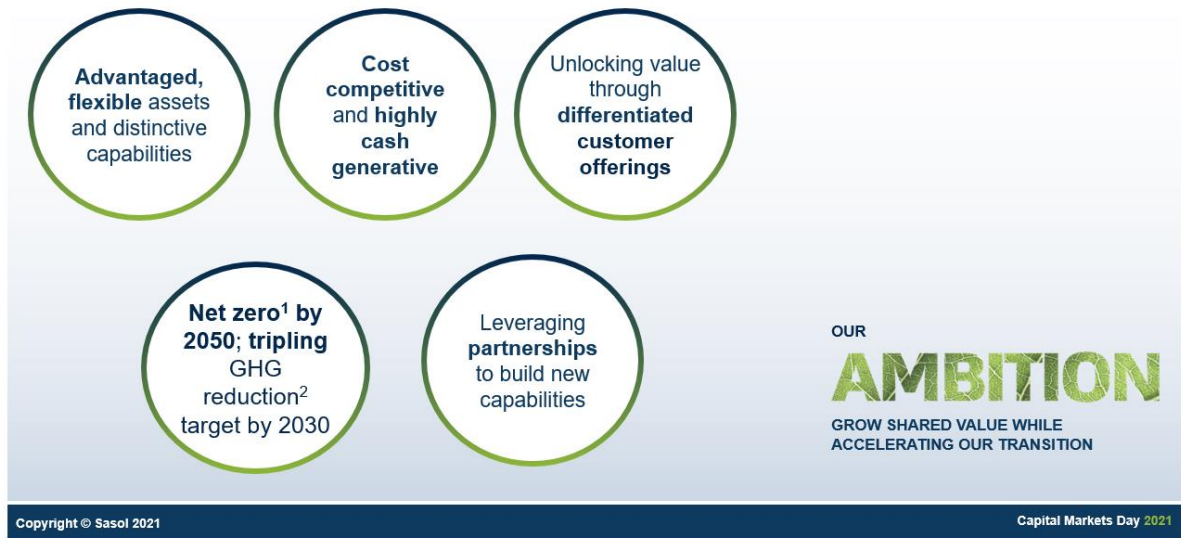 Advantaged,
flexible assets
and distinctive
capabilities
Cost
competitive
and highly
cash
generative
Unlocking value
through
differentiated
customer
offerings
Net zero¹ by
2050; tripling
GHG
reduction²
target by 2030
Leveraging
partnerships
to build new
capabilities
OUR
AMBITION
GROW SHARED VALUE WHILE
ACCELERATING OUR TRANSITION
Copyright © Sasol 2021
Capital Markets Day 2021